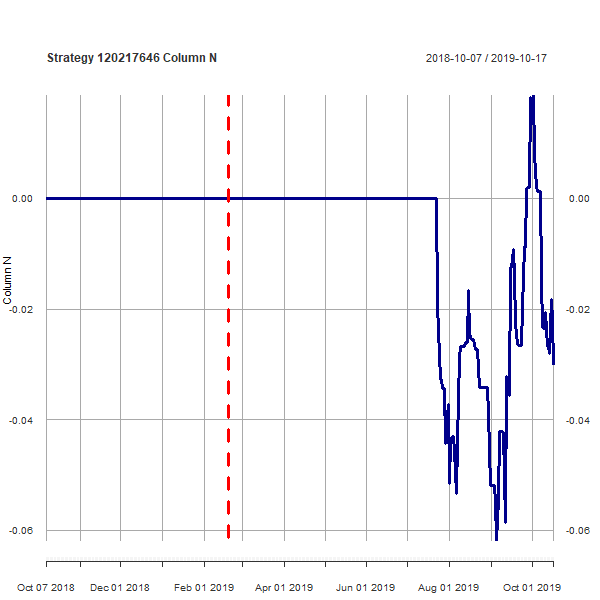 Strategy 120217646 Column N
2018-10-07 / 2019-10-17
0.00
0.00
-0.02
-0.02
-0.04
-0.04
-0.06
-0.06
Column N
Oct 07 2018
Dec 01 2018
Feb 01 2019
Apr 01 2019
Jun 01 2019
Aug 01 2019
Oct 01 2019